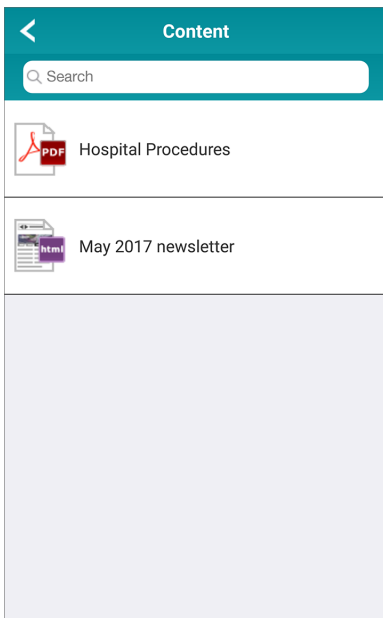 Content
Search
PDF
Hospital Procedures
html
May 2017 newsletter